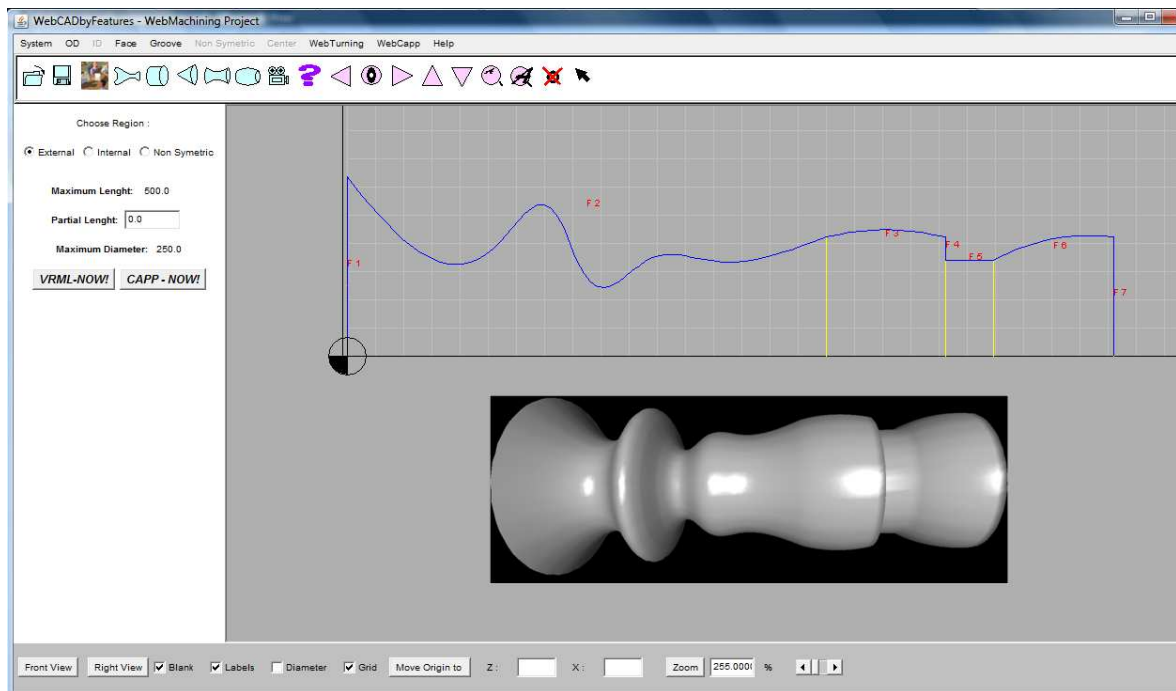 WebCADbyFeatures - WebMachining Project
System OD ID Face Groove Non Symetric Center WebTurning WebCapp Help
Choose Region :
External Internal Non Symetric
Maximum Lenght: 500.0
Partial Lenght: 0.0
Maximum Diameter: 250.0
VRML-NOW! CAPP - NOW!
F 2
F 3
F 4
F 6
F 5
F 1
F 7
Front View Right View Blank Labels Diameter Grid Move Origin to Z : X : Zoom 255.000 %